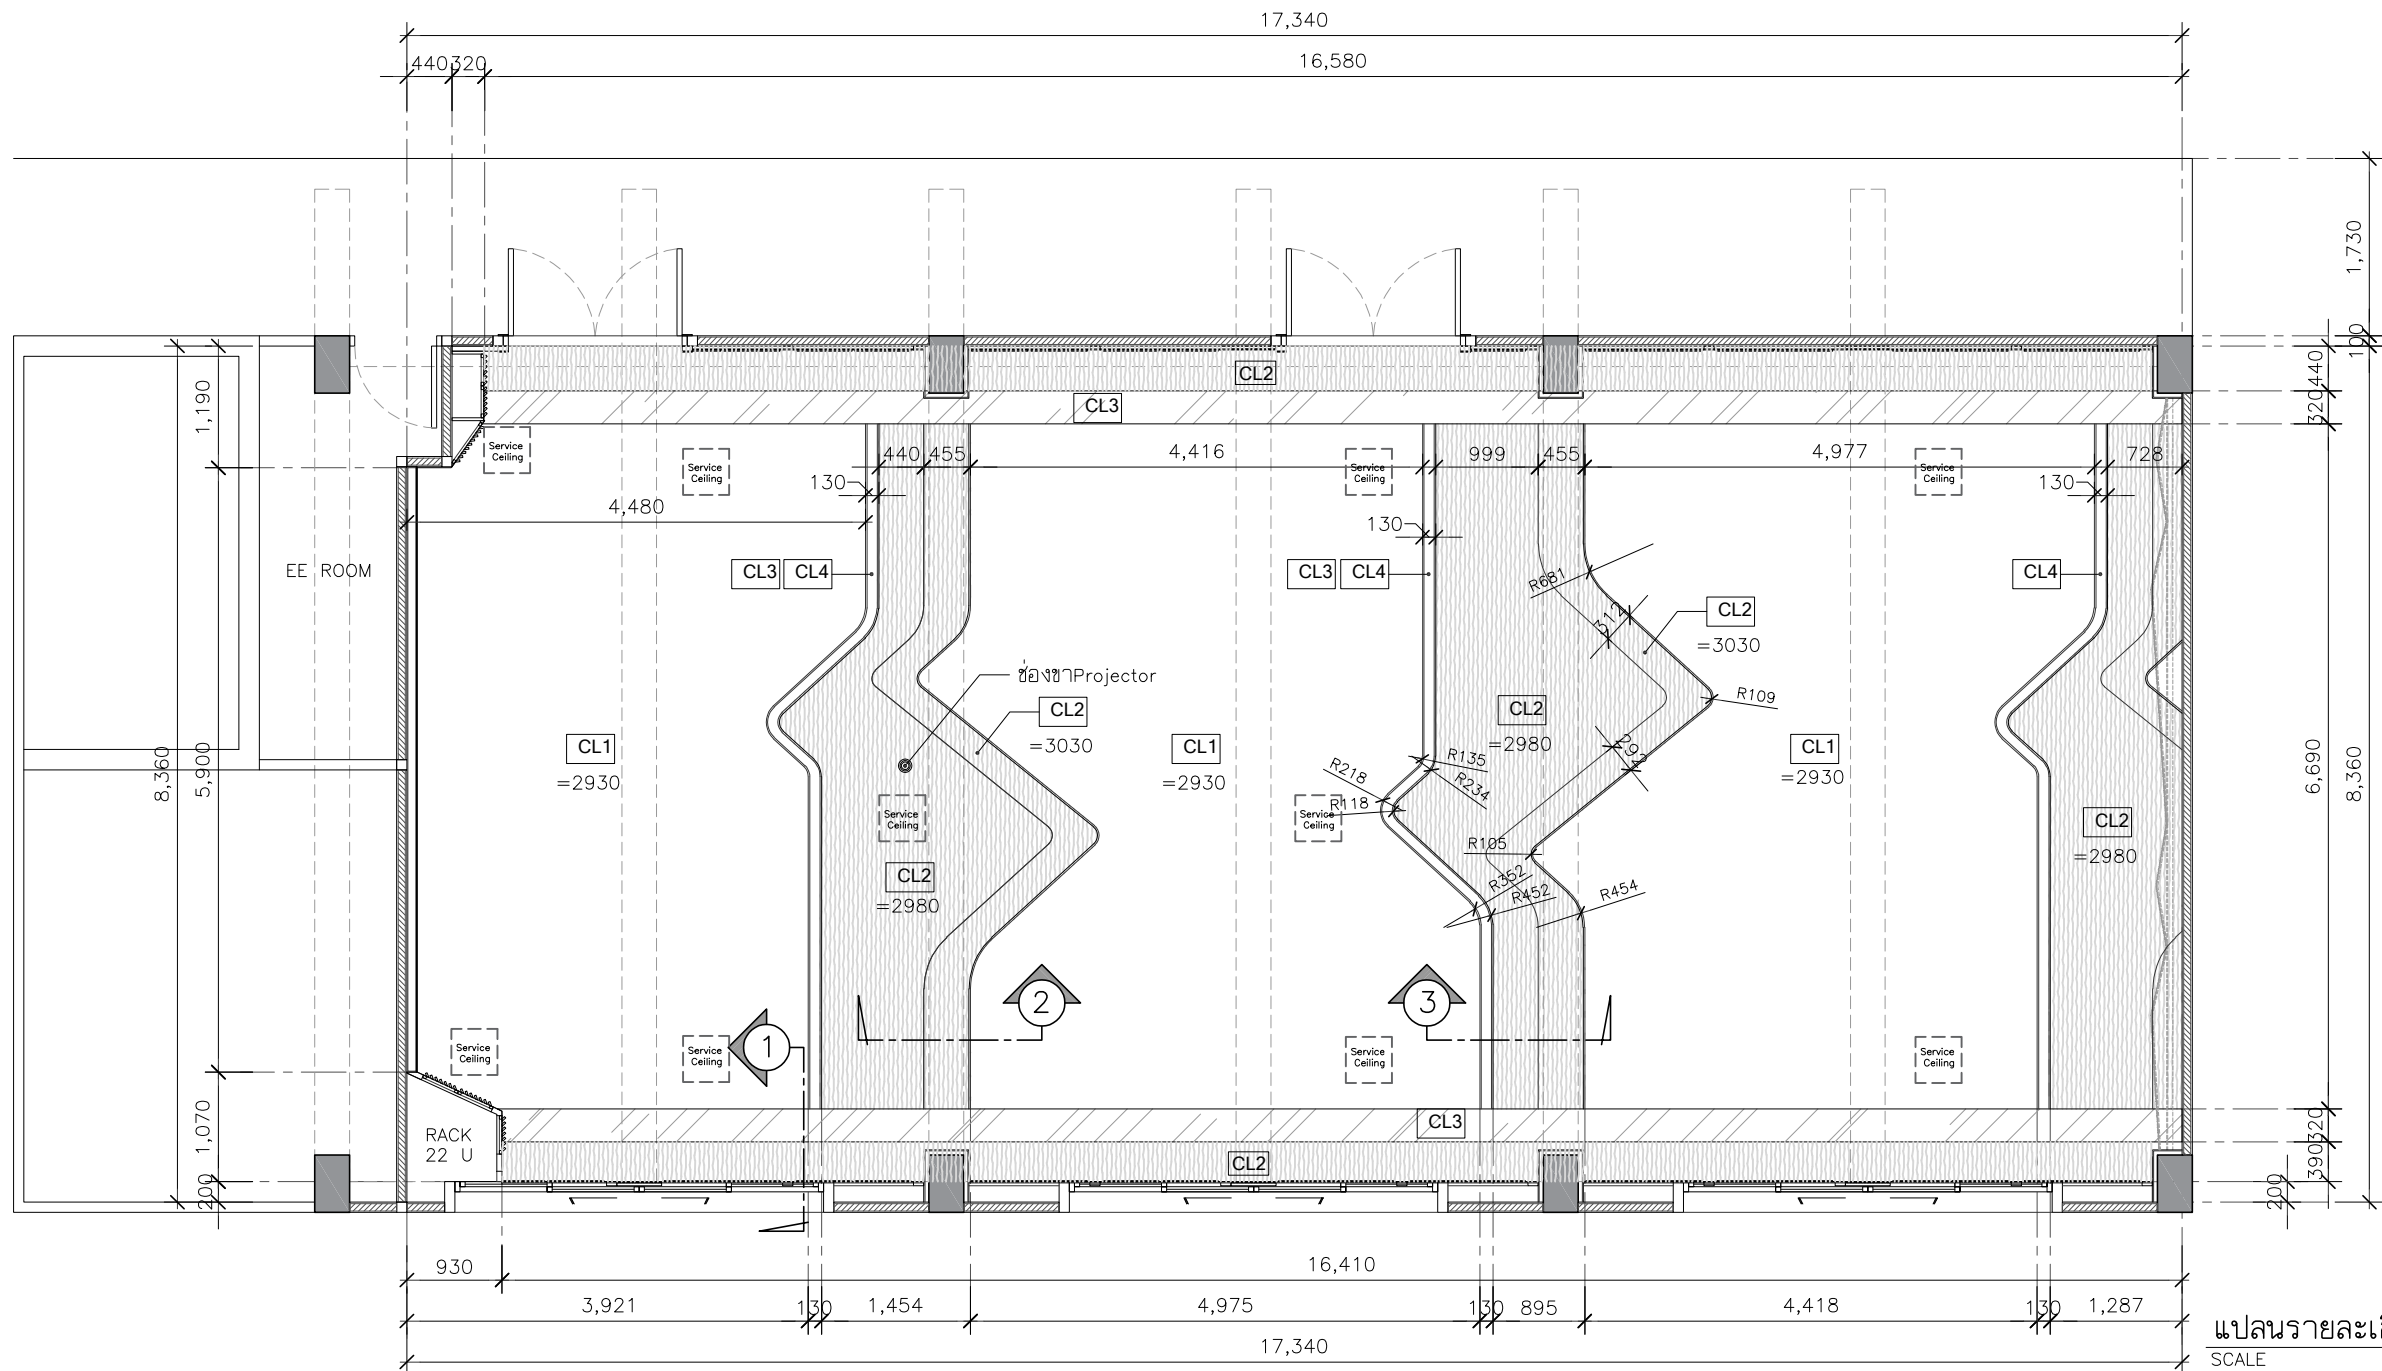 17,340
440
320
16,580
1,730
100
440
320
6,690
8,360
320
390
200
8,360
1,190
5,900
1,070
200
CL2
CL3
Service
Ceiling
Service
Ceiling
Service
Ceiling
Service
Ceiling
440
455
4,416
999
455
4,977
728
130
130
130
4,480
EE ROOM
CL3
CL4
CL3
CL4
CL4
R681
312
CL2
=3030
ช่องขาProjector
CL2
=3030
R109
CL2
=2980
CL1
=2930
CL1
=2930
CL1
=2930
292
R135
R234
R218
R118
Service
Ceiling
Service
Ceiling
CL2
=2980
R105
R352
R452
R454
CL2
=2980
2
3
1
Service
Ceiling
Service
Ceiling
Service
Ceiling
Service
Ceiling
RACK
22 U
CL3
CL2
930
16,410
3,921
130
1,454
4,975
130
895
4,418
130
1,287
17,340
SCALE